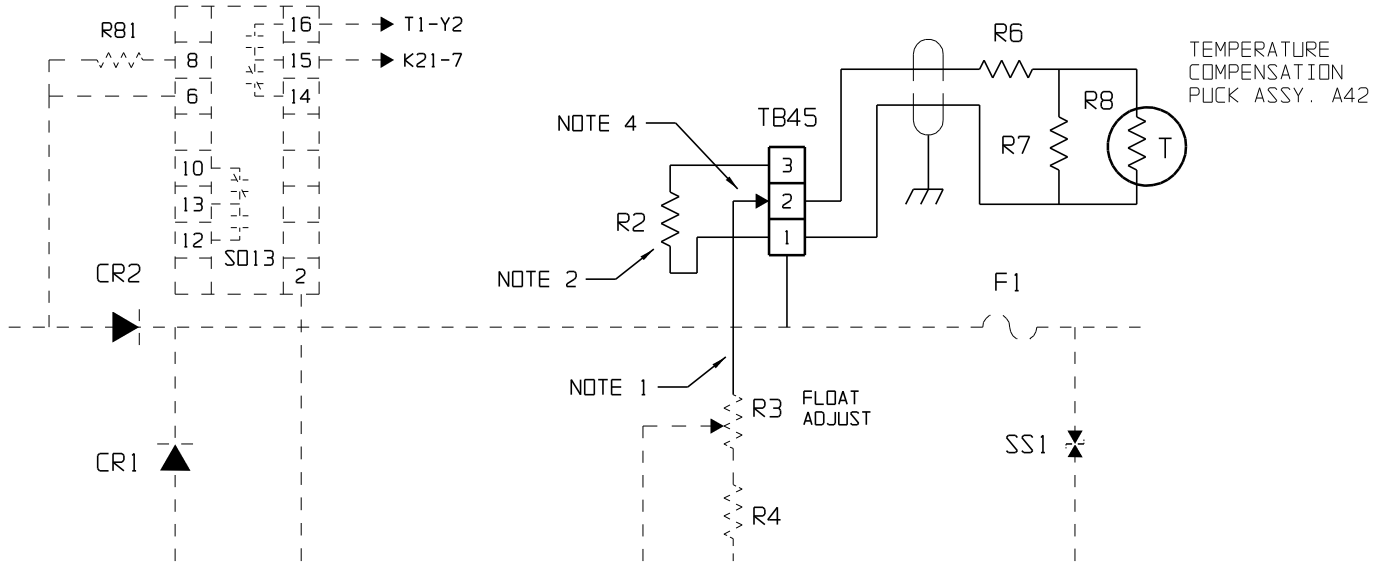 R81
16
T1-Y2
8
15
K21-7
6
14
10
13
12
SO13
2
CR2
CR1
NOTE 4
TB45
3
2
1
R2
NOTE 2
NOTE 1
R3
FLOAT
ADJUST
R4
R6
R7
R8
T
TEMPERATURE
COMPENSATION
PUCK ASSY. A42
F1
SS1